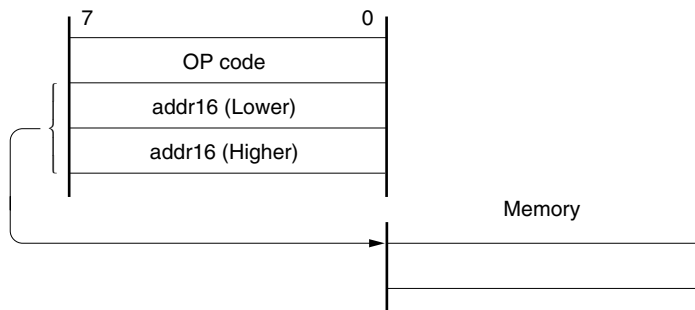 7 0
OP code
addr16 (Lower)
addr16 (Higher)
Memory